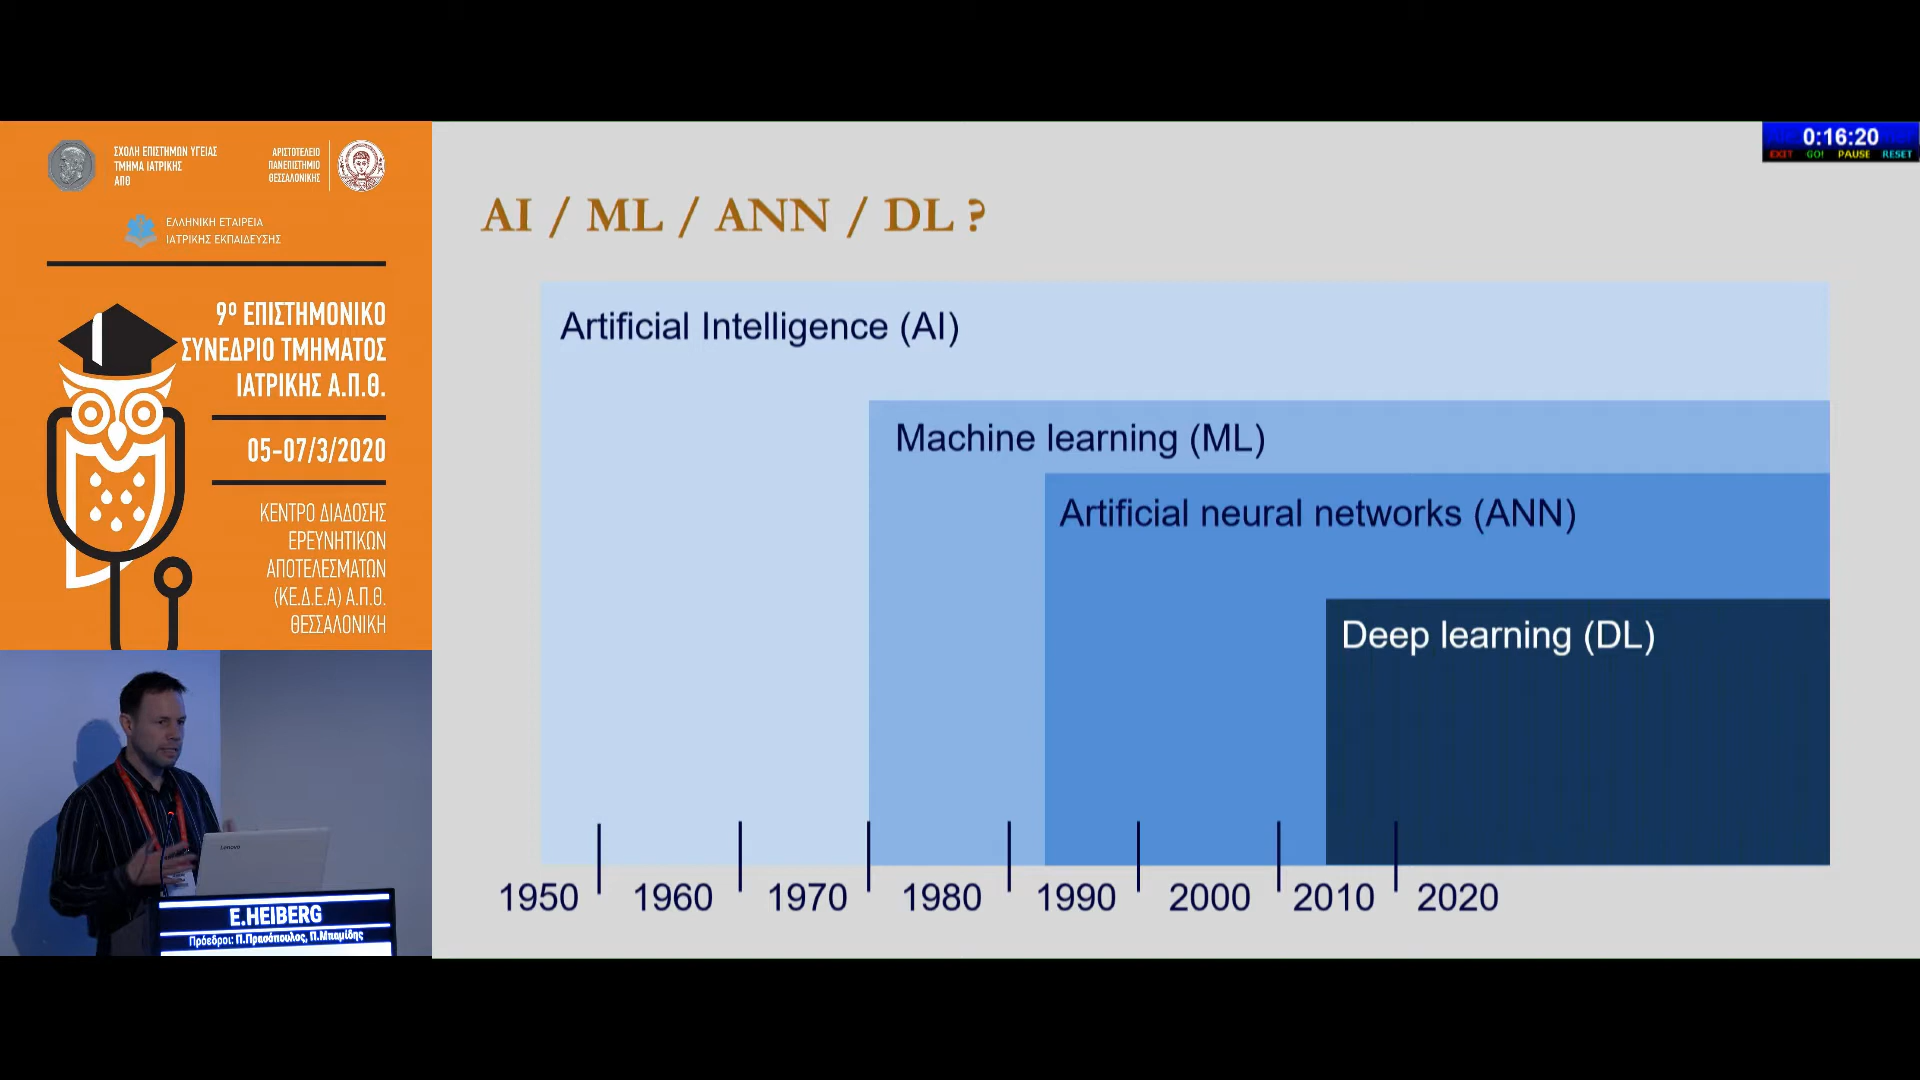 ΣΧΟΛΗ ΕΠΙΣΤΗΜΩΝ ΥΓΕΙΑΣ
ΤΜΗΜΑ ΙΑΤΡΙΚΗΣ
ΑΠΘ
ΑΡΙΣΤΟΤΕΛΕΙΟ
ΠΑΝΕΠΙΣΤΗΜΙΟ
ΘΕΣΣΑΛΟΝΙΚΗΣ
ΕΛΛΗΝΙΚΗ ΕΤΑΙΡΕΙΑ
ΙΑΤΡΙΚΗΣ ΕΚΠΑΙΔΕΥΣΗΣ
9º ΕΠΙΣΤΗΜΟΝΙΚΟ
ΣΥΝΕΔΡΙΟ ΤΜΗΜΑΤΟΣ
ΙΑΤΡΙΚΗΣ Α.Π.Θ.
05-07/3/2020
ΚΕΝΤΡΟ ΔΙΑΔΟΣΗΣ
ΕΡΕΥΝΗΤΙΚΩΝ
ΑΠΟΤΕΛΕΣΜΑΤΩΝ
(ΚΕ.Δ.Ε.Α) Α.Π.Θ.
ΘΕΣΣΑΛΟΝΙΚΗ
Lenovo
E.HEIBERG
Πρόεδροι: Π.Πρασόπουλος, Π.Μπαμίδης
0:16:20
EXIT GO! PAUSE RESET
AI / ML / ANN / DL ?
Artificial Intelligence (AI)
Machine learning (ML)
Artificial neural networks (ANN)
Deep learning (DL)
1950 1960 1970 1980 1990 2000 2010 2020